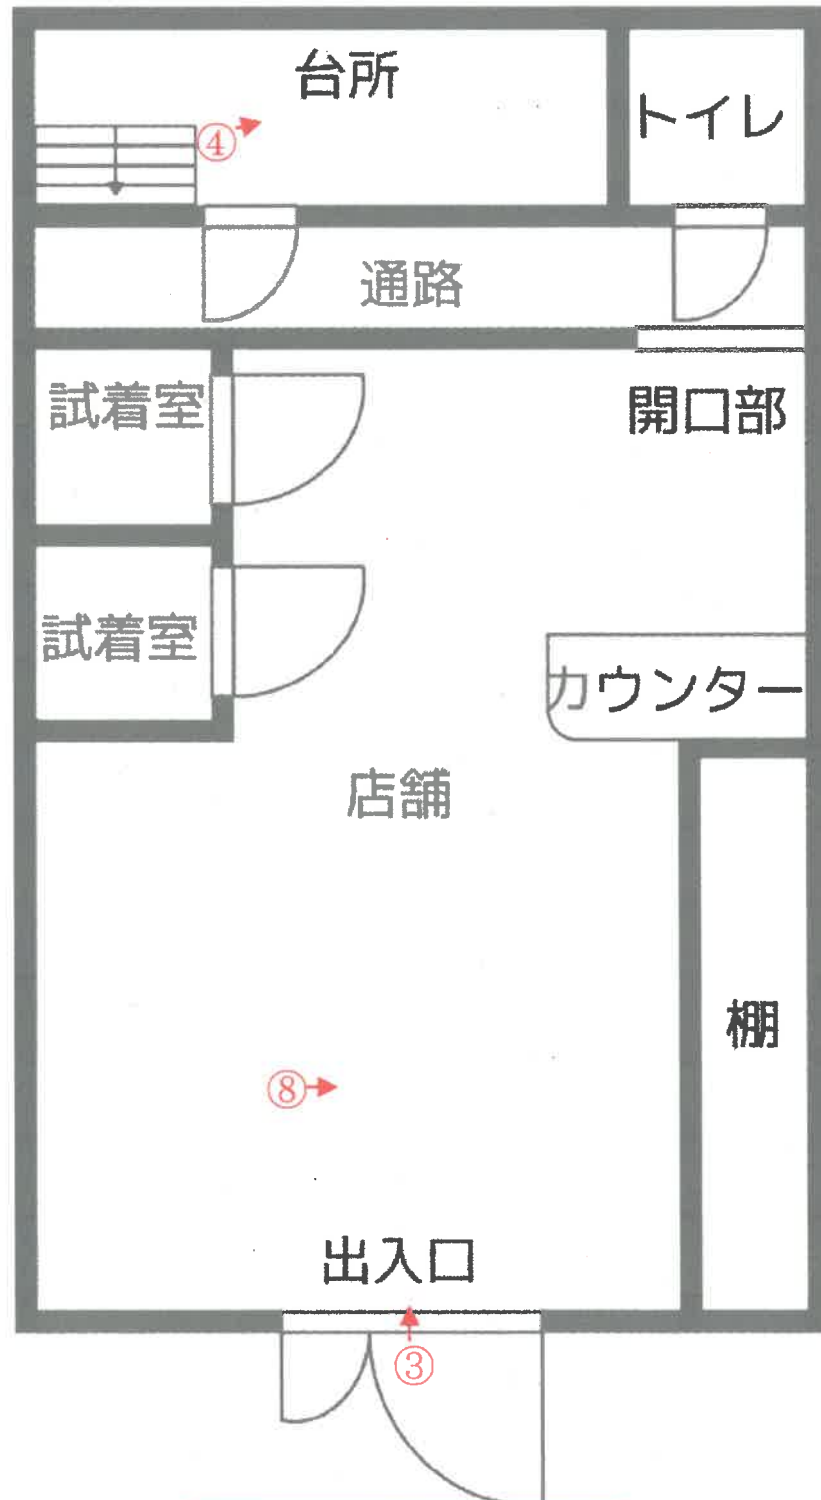 台所
トイレ
④
通路
試着室
開口部
試着室
カウンター
店舗
棚
⑧
出入口
③